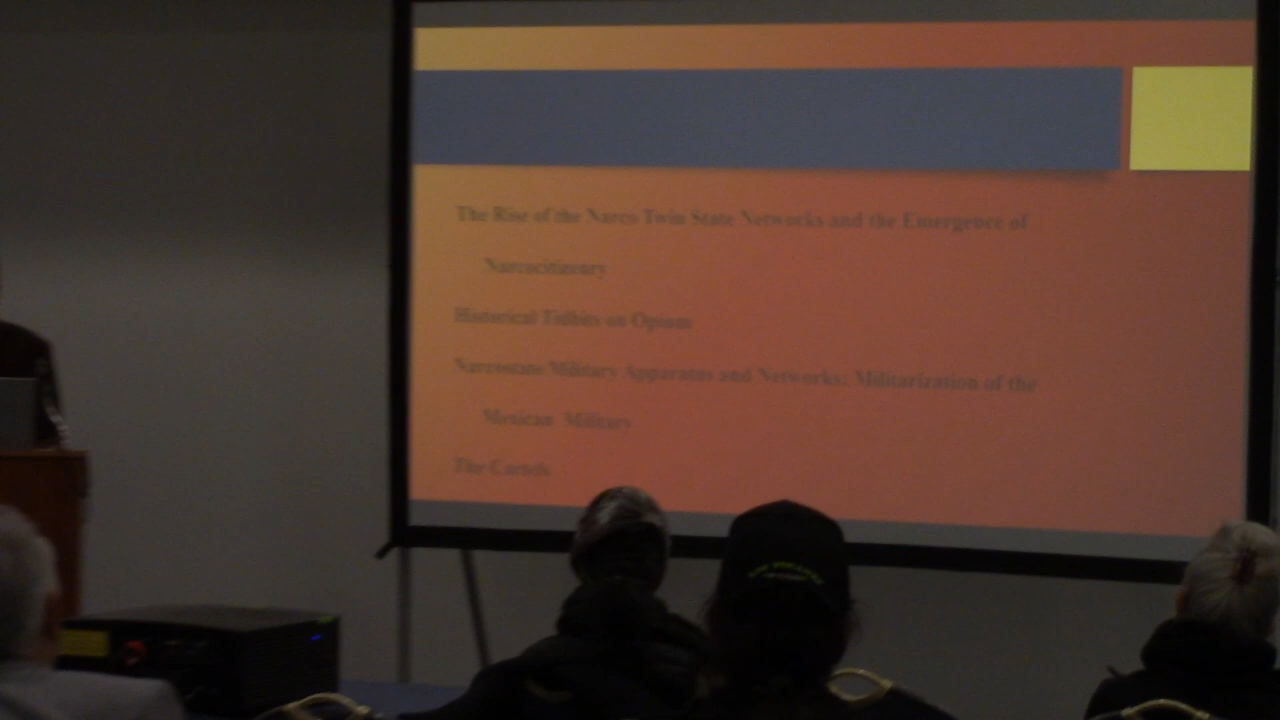 The Rise of the Narco Twin State Networks and the Emergence of
Narcocitizenry
Historical Tidbits on Opium
Narcostate Military Apparatus and Networks: Militarization of the
Mexican Military
The Cartels